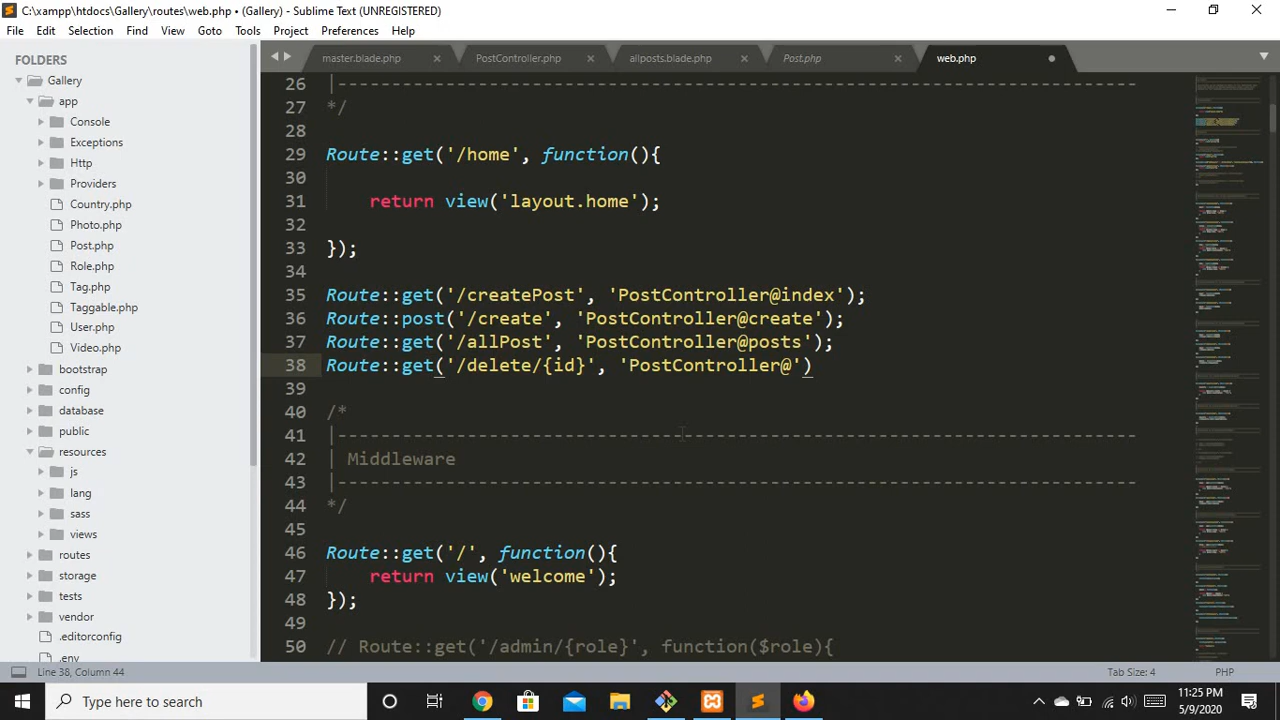 C:\xampp\htdocs\Gallery\routes\web.php • (Gallery) - Sublime Text (UNREGISTERED)
File Edit Selection Find View Goto Tools Project Preferences Help
FOLDERS
Gallery
app
Console
Exceptions
Http
Providers
Country.php
Photo.php
Post.php
Role.php
Tag.php
Taggable.php
User.php
Video.php
bootstrap
config
database
public
resources
js
lang
sass
views
routes
storage
tests
vendor
.editorconfig
.env
master.blade.php PostController.php allposts.blade.php Post.php web.php
26 |--------------------------------------------------------------------------
27 */
28
29 Route::get('/home', function(){
30
31     return view('layout.home');
32
33 });
34
35 Route::get('/createPost', 'PostController@index');
36 Route::post('/create', 'PostController@create');
37 Route::get('/allPost', 'PostController@posts');
38 Route::get('/delete/{id}', 'PostController@')
39
40 /*
41 |--------------------------------------------------------------------------
42 | Middleware
43 |--------------------------------------------------------------------------
44 */
45
46 Route::get('/', function(){
47     return view('welcome');
48 });
49
50 // Route::get('/admin/{role}', function($role){
Line 38, Column 44 Tab Size: 4 PHP
Type here to search
11:25 PM
5/9/2020